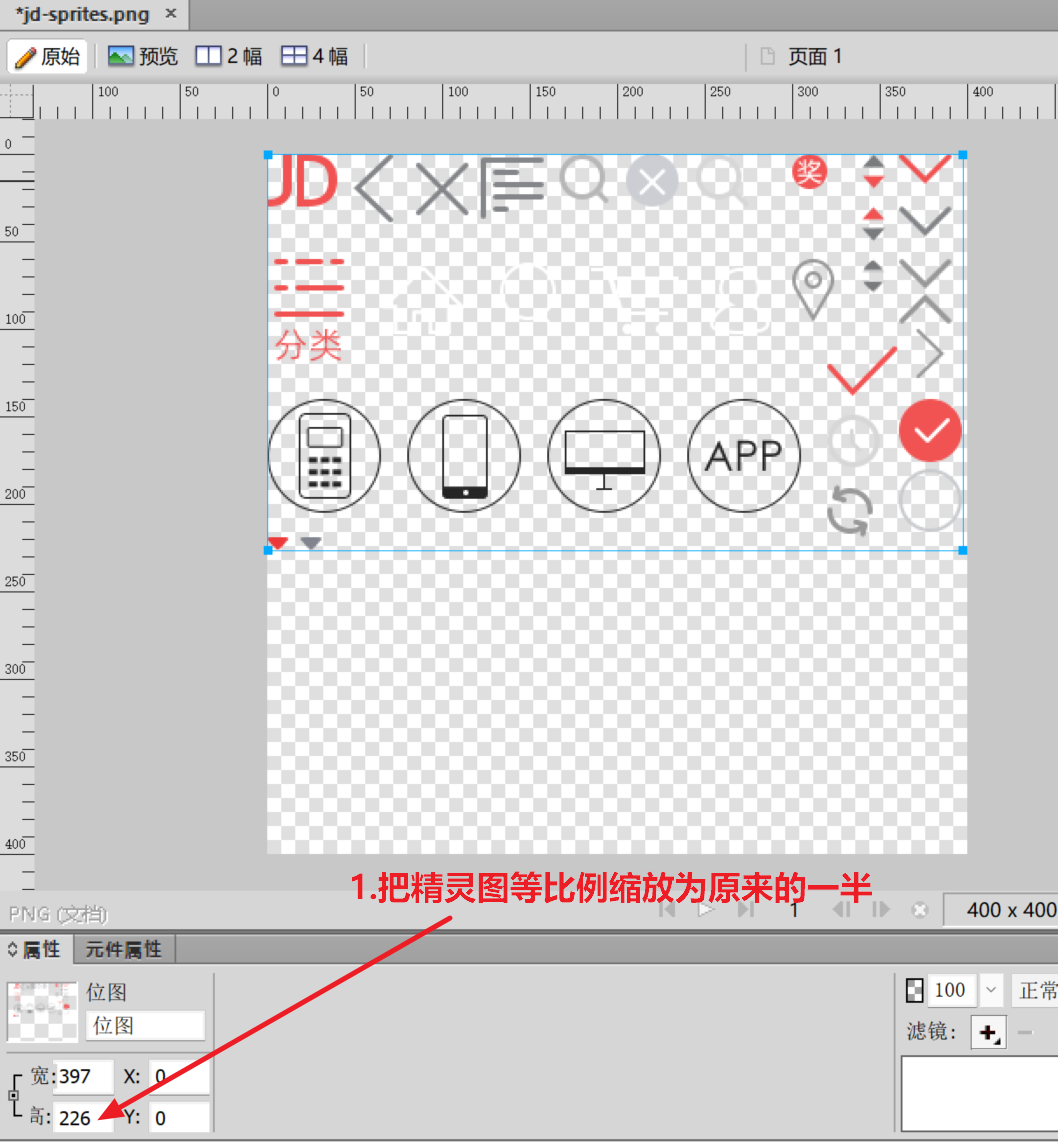 *jd-sprites.png ×
原始 预览 2 幅 4 幅 页面 1
100 50 0 50 100 150 200 250 300 350 400
0
50
100
150
200
250
300
350
400
JD 奖
分类
APP
1.把精灵图等比例缩放为原来的一半
PNG (文档) 1 400 x 400
属性 元件属性
位图 100 正常
位图
滤镜:
宽: 397 X: 0
高: 226 Y: 0